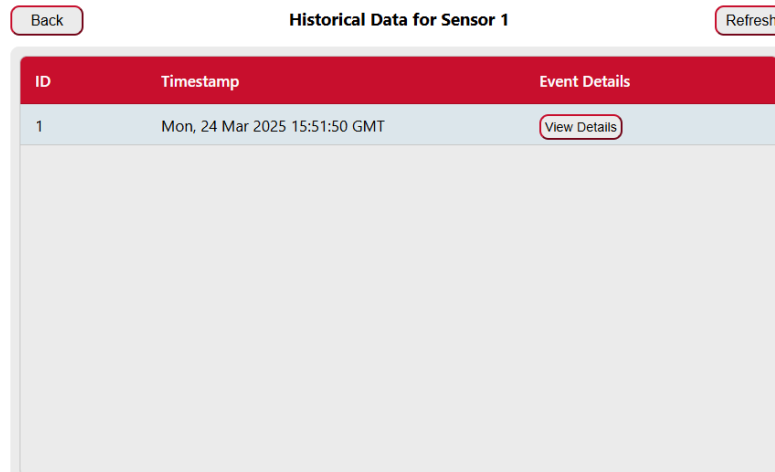 Back Historical Data for Sensor 1 Refresh
ID Timestamp Event Details
1 Mon, 24 Mar 2025 15:51:50 GMT View Details